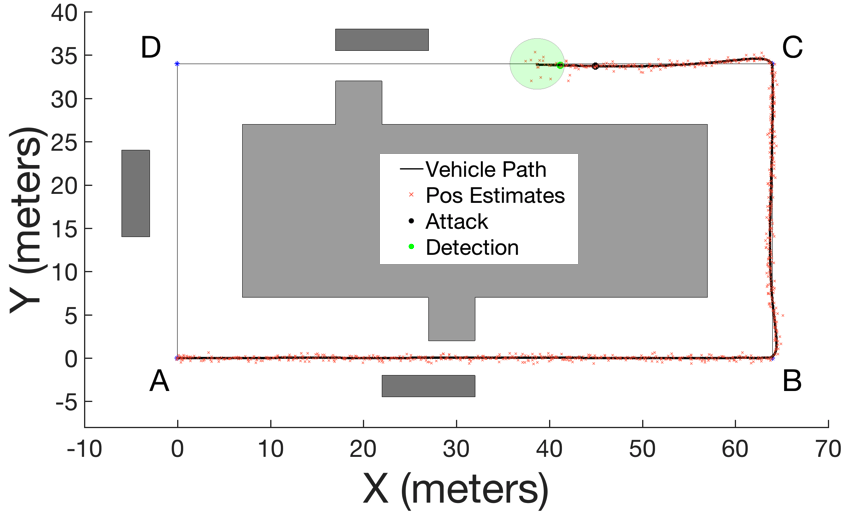 40
35
30
25
20
15
10
5
0
-5
Y (meters)
D
C
A
B
Vehicle Path
Pos Estimates
Attack
Detection
-10 0 10 20 30 40 50 60 70
X (meters)